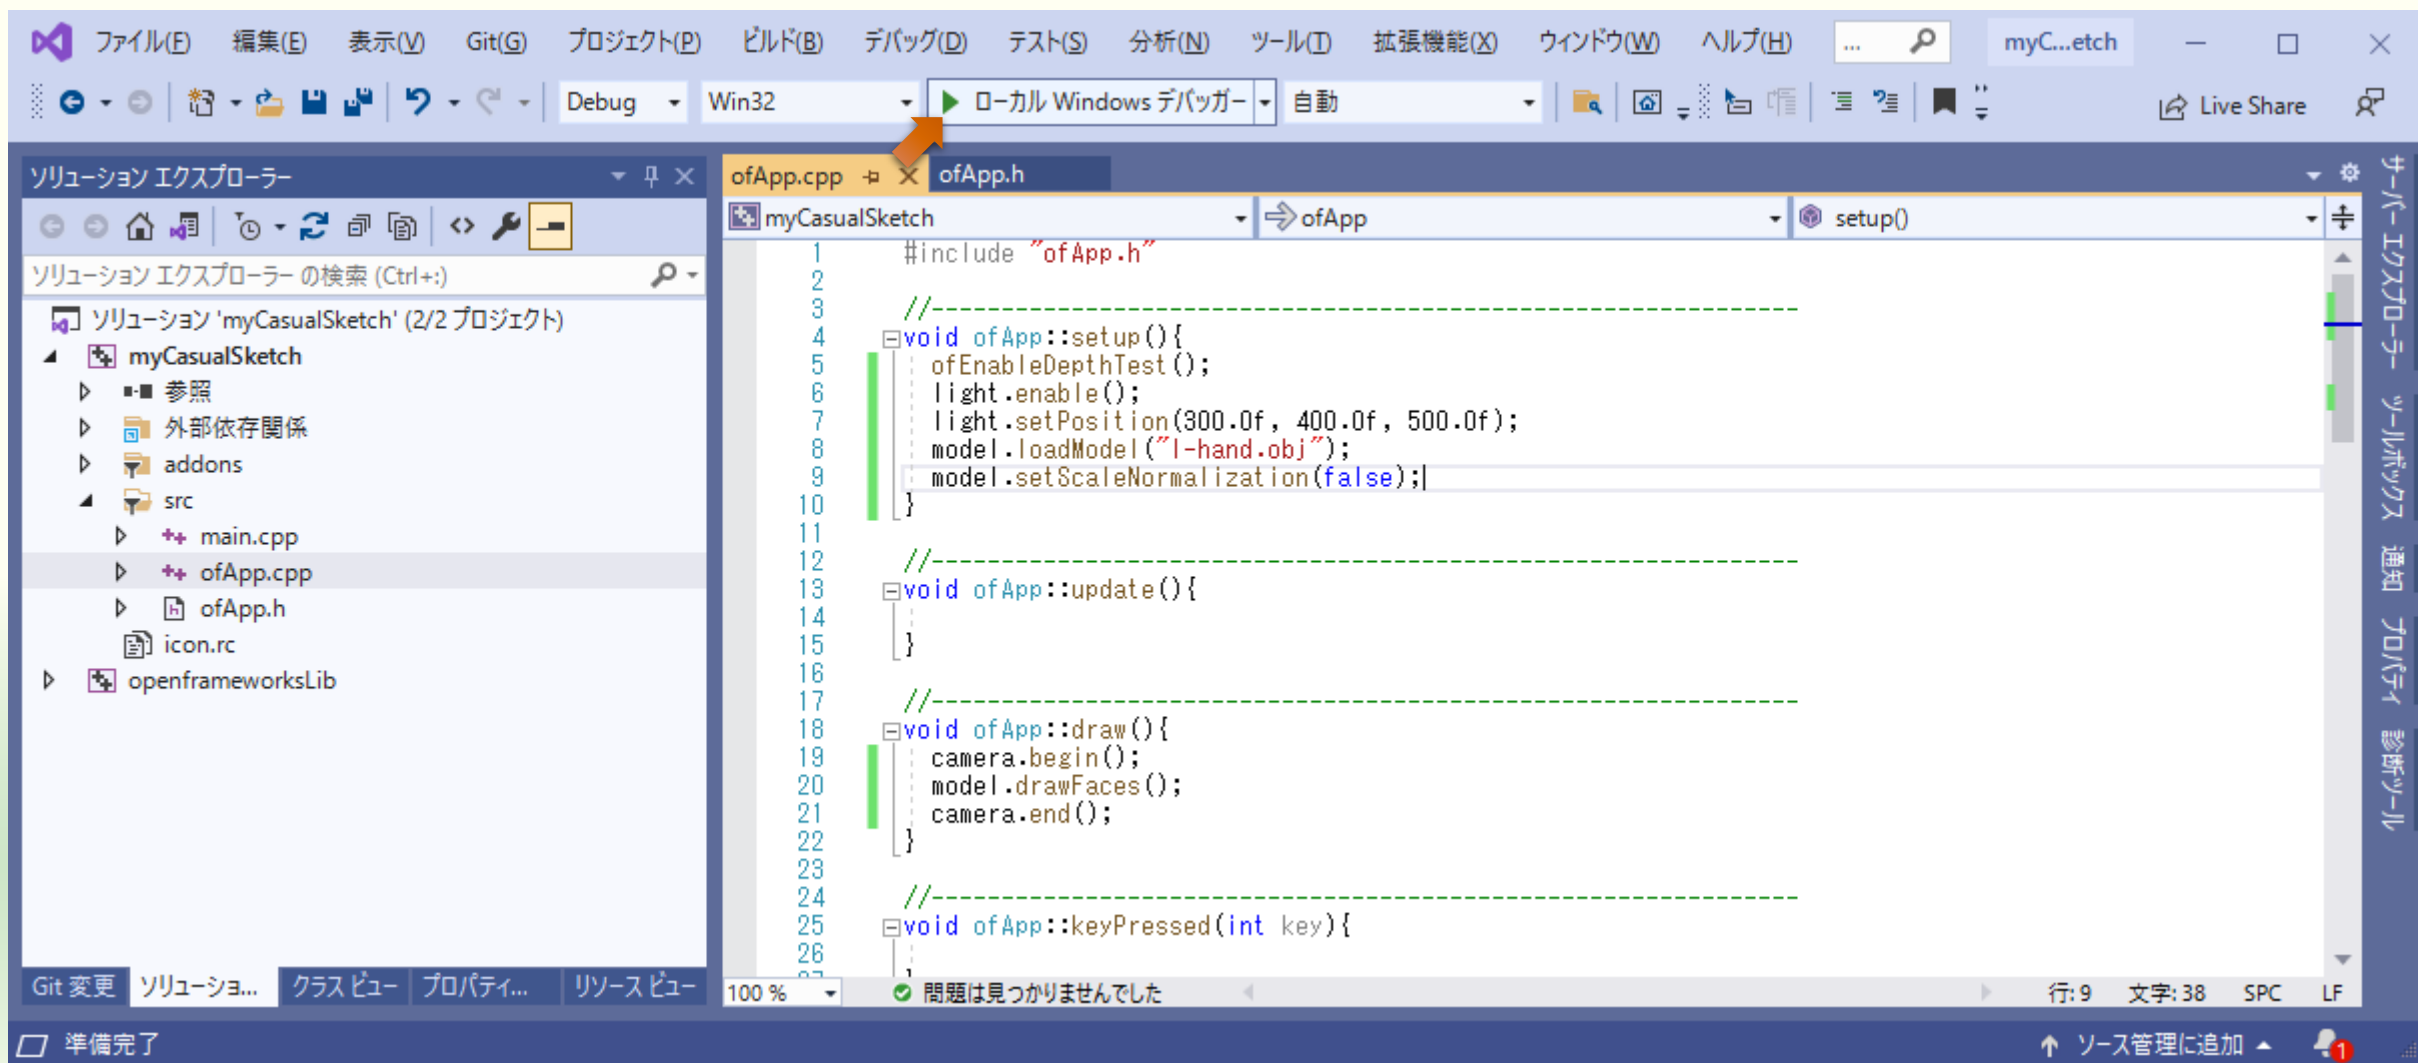 ファイル(F) 編集(E) 表示(V) Git(G) プロジェクト(P) ビルド(B) デバッグ(D) テスト(S) 分析(N) ツール(T) 拡張機能(X) ウィンドウ(W) ヘルプ(H) ... myC...etch
Debug Win32 ローカル Windows デバッガー 自動 Live Share
ソリューション エクスプローラー
ソリューション エクスプローラー の検索 (Ctrl+:)
ソリューション 'myCasualSketch' (2/2 プロジェクト)
myCasualSketch
参照
外部依存関係
addons
src
main.cpp
ofApp.cpp
ofApp.h
icon.rc
openframeworksLib
Git 変更 ソリューショ... クラス ビュー プロパティ... リソース ビュー
ofApp.cpp ofApp.h
myCasualSketch ofApp setup()
1 #include "ofApp.h"
2
3 //--------------------------------------------------------------
4 void ofApp::setup(){
5 ofEnableDepthTest();
6 light.enable();
7 light.setPosition(300.0f, 400.0f, 500.0f);
8 model.loadModel("l-hand.obj");
9 model.setScaleNormalization(false);
10 }
11
12 //--------------------------------------------------------------
13 void ofApp::update(){
14
15 }
16
17 //--------------------------------------------------------------
18 void ofApp::draw(){
19 camera.begin();
20 model.drawFaces();
21 camera.end();
22 }
23
24 //--------------------------------------------------------------
25 void ofApp::keyPressed(int key){
26
100 % 問題は見つかりませんでした 行: 9 文字: 38 SPC LF
サーバー エクスプローラー
ツールボックス
通知
プロパティ
診断ツール
準備完了 ソース管理に追加 1